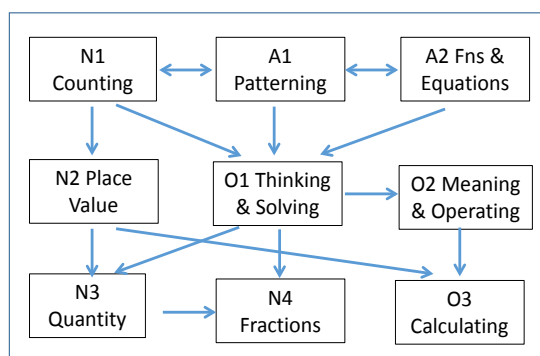 N1
Counting
A1
Patterning
A2 Fns &
Equations
N2 Place
Value
O1 Thinking
& Solving
O2 Meaning
& Operating
N3
Quantity
N4
Fractions
O3
Calculating